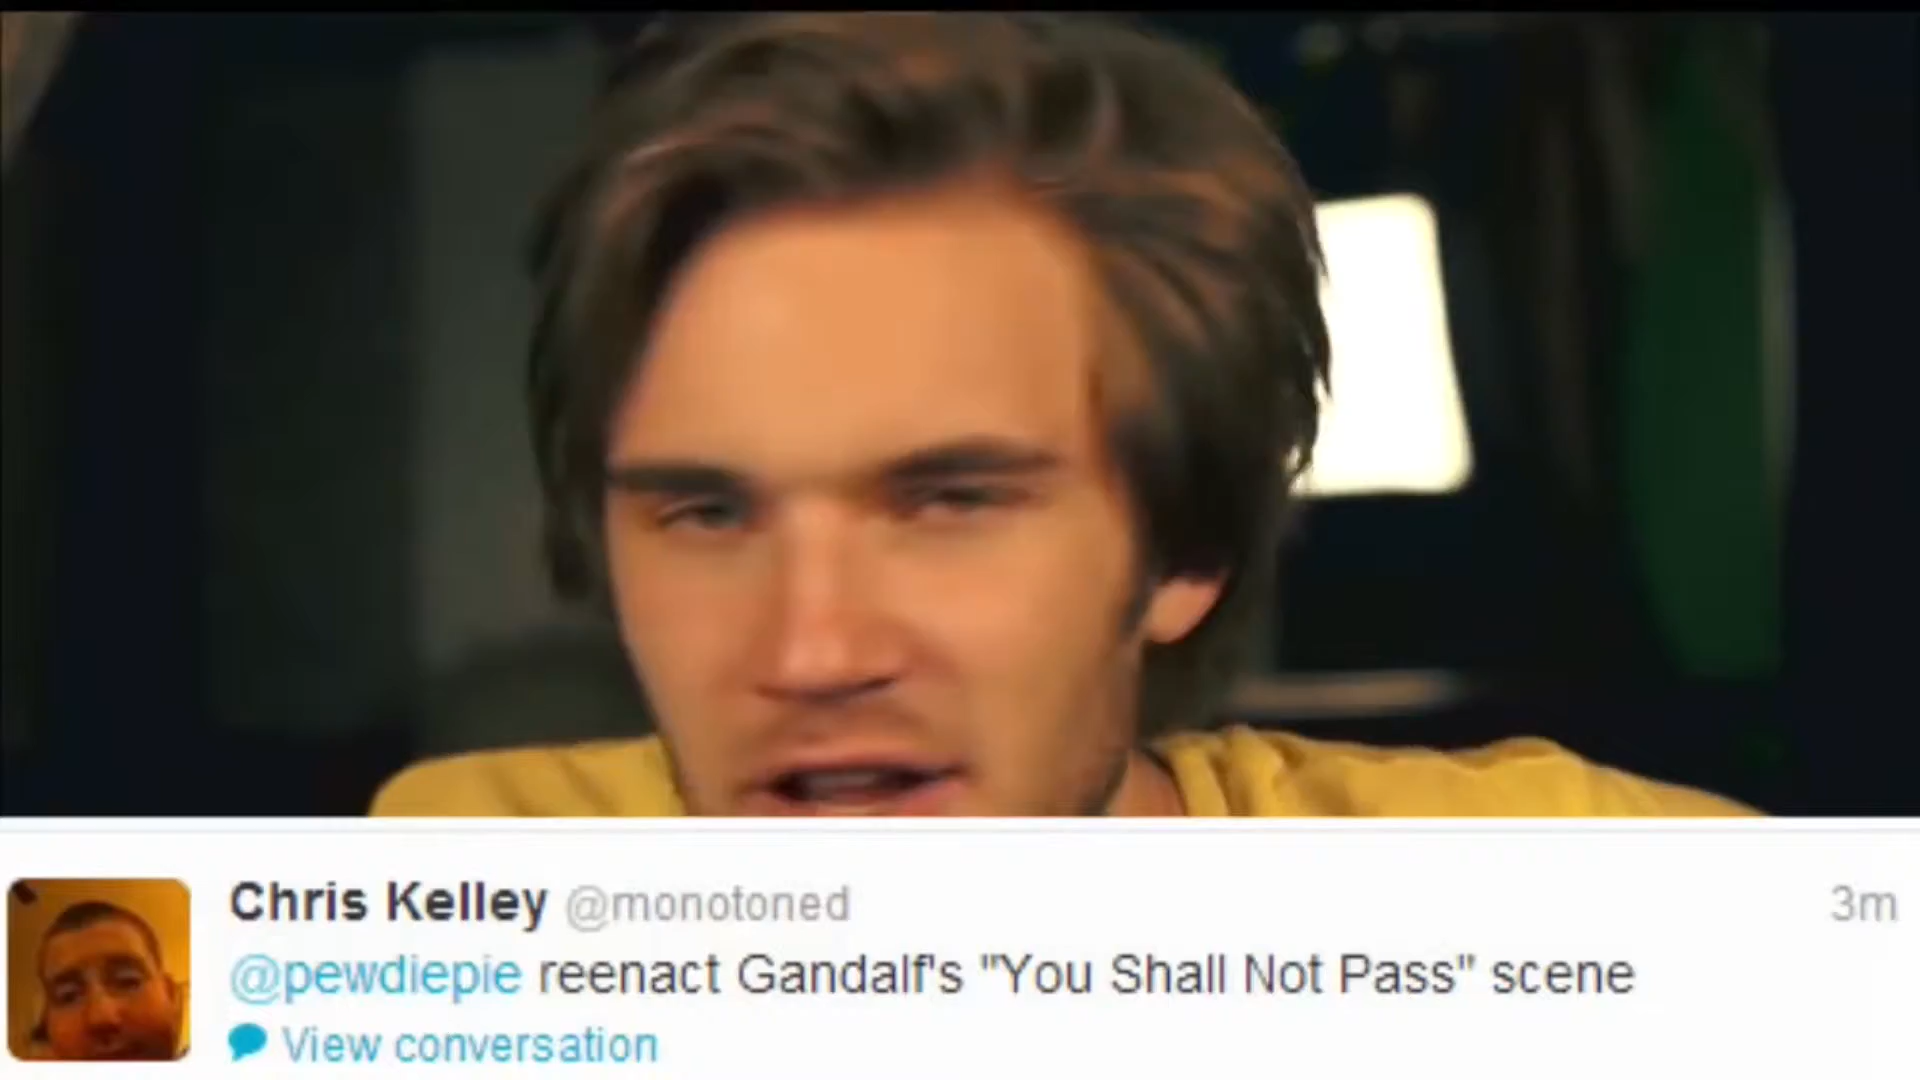 Chris Kelley @monotoned 3m
@pewdiepie reenact Gandalf's "You Shall Not Pass" scene
View conversation